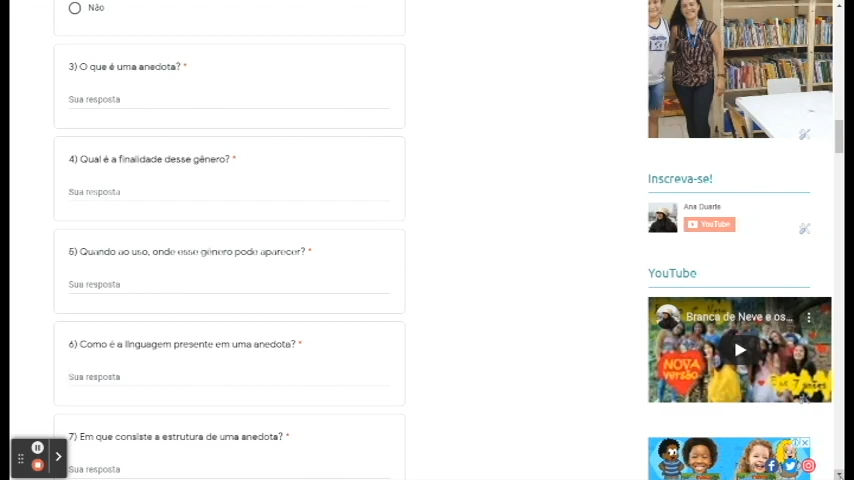 Não
3) O que é uma anedota? *
Sua resposta
4) Qual é a finalidade desse gênero? *
Sua resposta
5) Quando ao uso, onde esse gênero pode aparecer? *
Sua resposta
6) Como é a linguagem presente em uma anedota? *
Sua resposta
7) Em que consiste a estrutura de uma anedota? *
Sua resposta
Inscreva-se!
Ana Duarte
YouTube
YouTube
Branca de Neve e os...
NOVA
VERSÃO